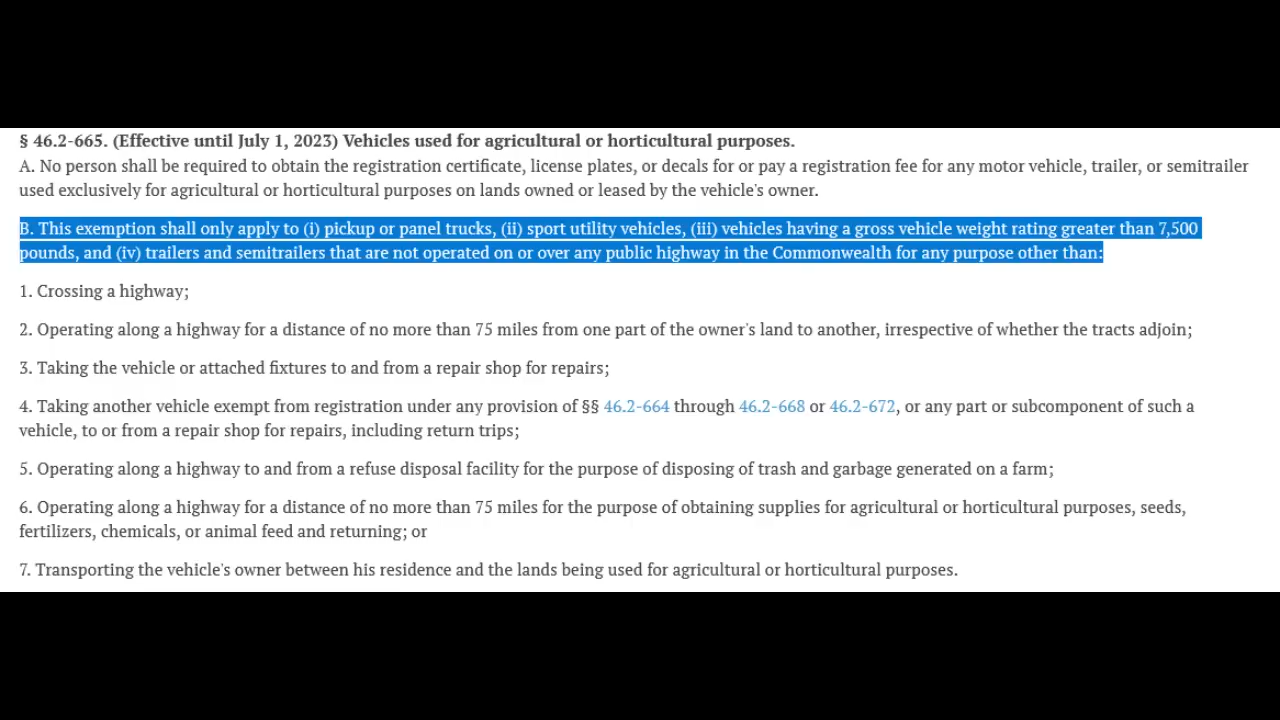 § 46.2-665. (Effective until July 1, 2023) Vehicles used for agricultural or horticultural purposes.
A. No person shall be required to obtain the registration certificate, license plates, or decals for or pay a registration fee for any motor vehicle, trailer, or semitrailer
used exclusively for agricultural or horticultural purposes on lands owned or leased by the vehicle's owner.
B. This exemption shall only apply to (i) pickup or panel trucks, (ii) sport utility vehicles, (iii) vehicles having a gross vehicle weight rating greater than 7,500
pounds, and (iv) trailers and semitrailers that are not operated on or over any public highway in the Commonwealth for any purpose other than:
1. Crossing a highway;
2. Operating along a highway for a distance of no more than 75 miles from one part of the owner's land to another, irrespective of whether the tracts adjoin;
3. Taking the vehicle or attached fixtures to and from a repair shop for repairs;
4. Taking another vehicle exempt from registration under any provision of §§ 46.2-664 through 46.2-668 or 46.2-672, or any part or subcomponent of such a
vehicle, to or from a repair shop for repairs, including return trips;
5. Operating along a highway to and from a refuse disposal facility for the purpose of disposing of trash and garbage generated on a farm;
6. Operating along a highway for a distance of no more than 75 miles for the purpose of obtaining supplies for agricultural or horticultural purposes, seeds,
fertilizers, chemicals, or animal feed and returning; or
7. Transporting the vehicle's owner between his residence and the lands being used for agricultural or horticultural purposes.